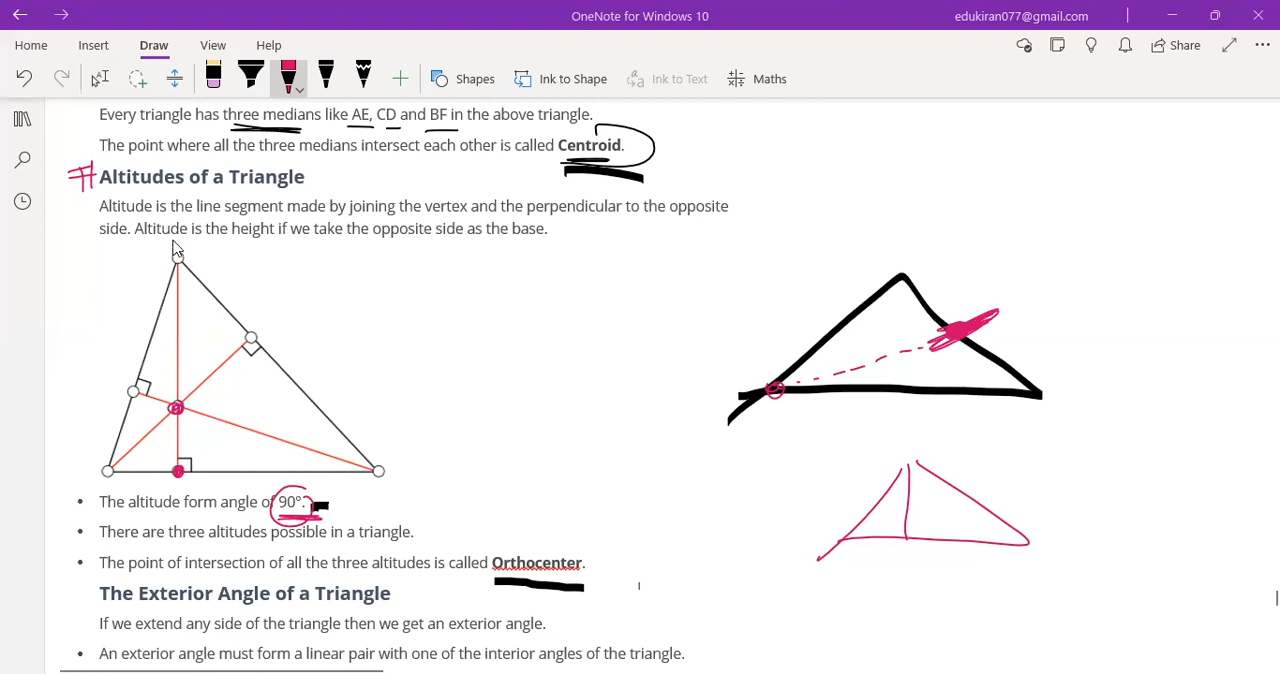 OneNote for Windows 10
edukiran077@gmail.com
Home Insert Draw View Help
Share
Shapes Ink to Shape Ink to Text Maths
Every triangle has three medians like AE, CD and BF in the above triangle.
The point where all the three medians intersect each other is called Centroid.
Altitudes of a Triangle
Altitude is the line segment made by joining the vertex and the perpendicular to the opposite
side. Altitude is the height if we take the opposite side as the base.
• The altitude form angle of 90°.
• There are three altitudes possible in a triangle.
• The point of intersection of all the three altitudes is called Orthocenter.
The Exterior Angle of a Triangle
If we extend any side of the triangle then we get an exterior angle.
• An exterior angle must form a linear pair with one of the interior angles of the triangle.